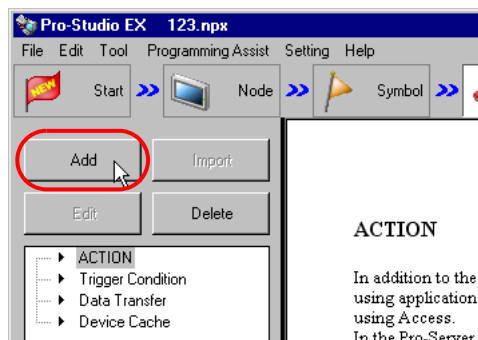 Pro-Studio EX 123.npx
File Edit Tool Programming Assist Setting Help
NEW Start Node Symbol
Add Import
Edit Delete
ACTION
Trigger Condition
Data Transfer
Device Cache
ACTION
In addition to the
using application
using Access.
In the Pro-Server